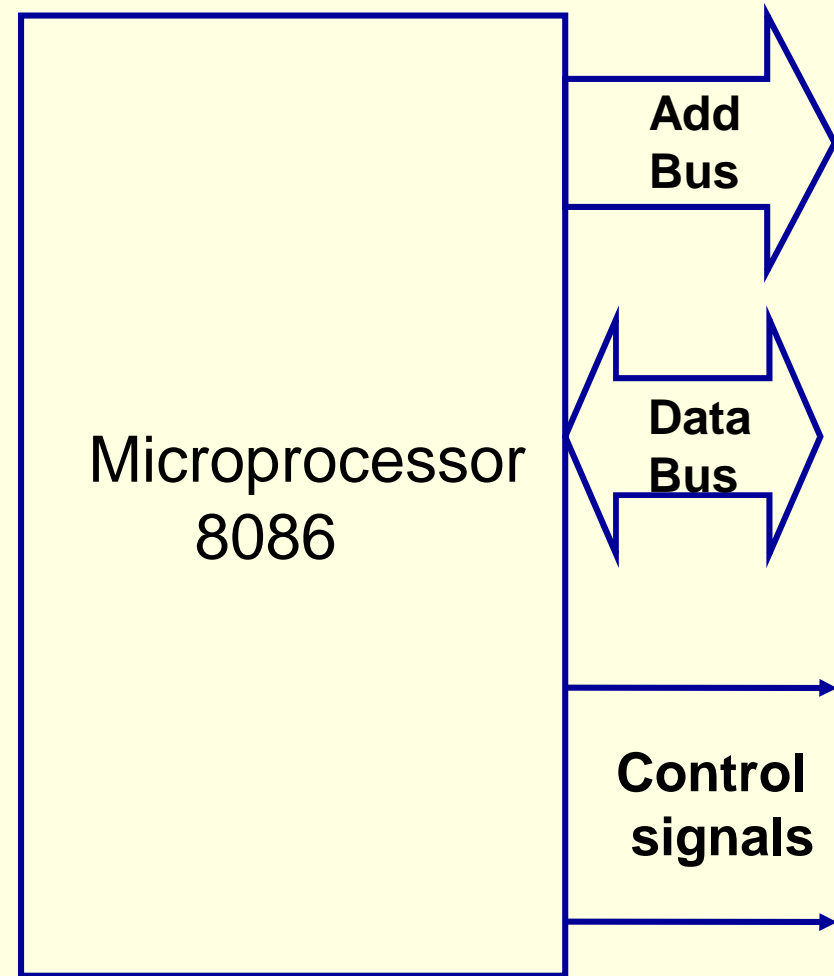 Add
Bus
Data
Bus
Microprocessor
8086
Control
signals